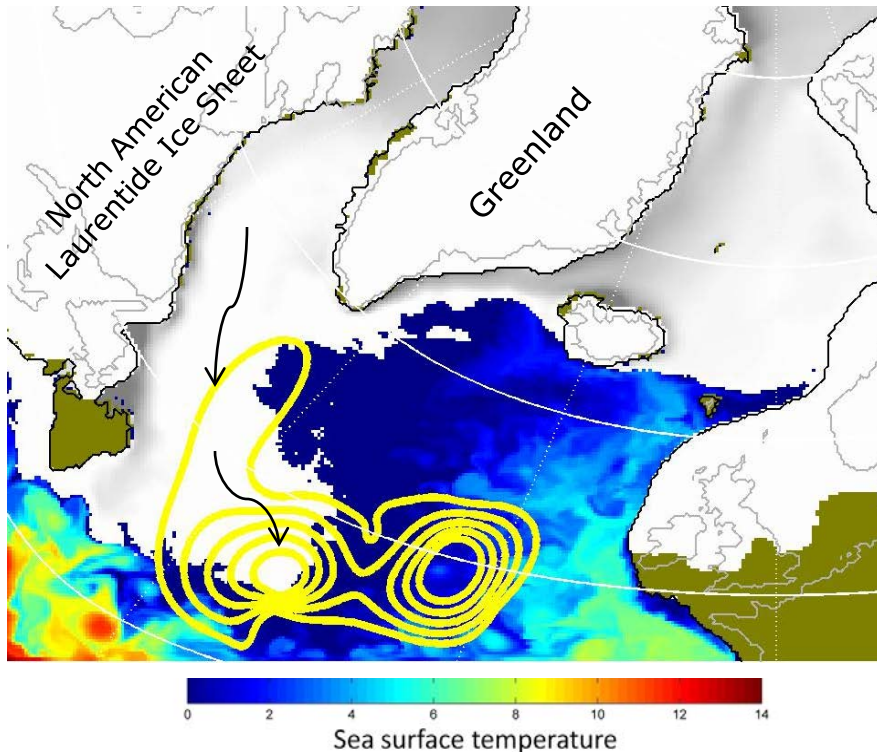 North American
Laurentide Ice Sheet
Greenland
0 2 4 6 8 10 12 14
Sea surface temperature